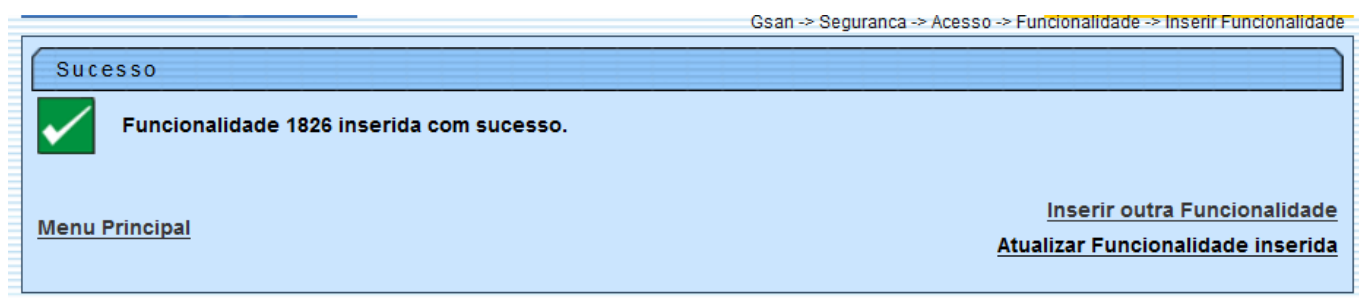 Gsan -> Seguranca -> Acesso -> Funcionalidade -> Inserir Funcionalidade
Sucesso
Funcionalidade 1826 inserida com sucesso.
Inserir outra Funcionalidade
Menu Principal
Atualizar Funcionalidade inserida